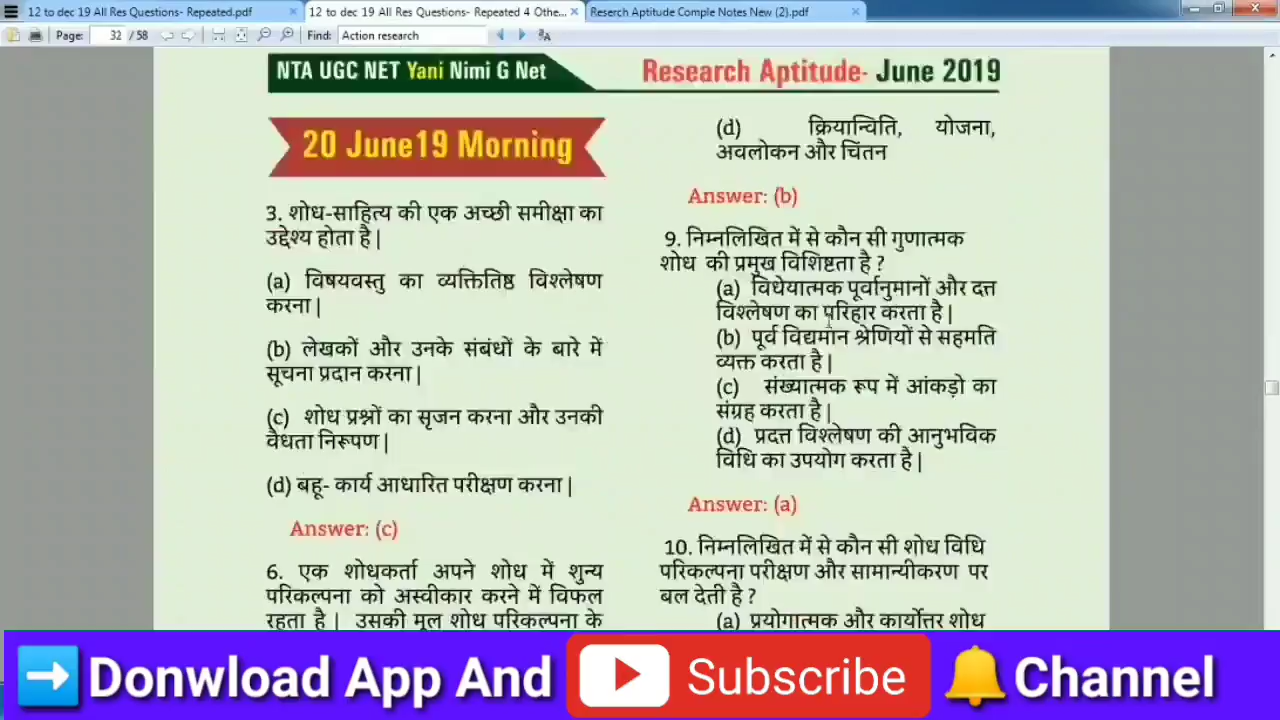 12 to dec 19 All Res Questions- Repeated.pdf
12 to dec 19 All Res Questions- Repeated 4 Othe...
Reserch Aptitude Comple Notes New (2).pdf
Page: 32 / 58
Find: Action research
NTA UGC NET Yani Nimi G Net
Research Aptitude- June 2019
20 June19 Morning
3. शोध-साहित्य की एक अच्छी समीक्षा का
उद्देश्य होता है|
(a) विषयवस्तु का व्यक्तितिष्ठ विश्लेषण
करना|
(b) लेखकों और उनके संबंधों के बारे में
सूचना प्रदान करना|
(c) शोध प्रश्नों का सृजन करना और उनकी
वैधता निरूपण|
(d) बहू- कार्य आधारित परीक्षण करना|
Answer: (c)
6. एक शोधकर्ता अपने शोध में शुन्य
परिकल्पना को अस्वीकार करने में विफल
रहता है| उसकी मूल शोध परिकल्पना के
(d) क्रियान्विति, योजना,
अवलोकन और चिंतन
Answer: (b)
9. निम्नलिखित में से कौन सी गुणात्मक
शोध की प्रमुख विशिष्टता है ?
(a) विधेयात्मक पूर्वानुमानों और दत्त
विश्लेषण का परिहार करता है|
(b) पूर्व विद्यमान श्रेणियों से सहमति
व्यक्त करता है|
(c) संख्यात्मक रूप में आंकड़ो का
संग्रह करता है|
(d) प्रदत्त विश्लेषण की आनुभविक
विधि का उपयोग करता है|
Answer: (a)
10. निम्नलिखित में से कौन सी शोध विधि
परिकल्पना परीक्षण और सामान्यीकरण पर
बल देती है ?
(a) प्रयोगात्मक और कार्योत्तर शोध
Donwload App And Subscribe Channel